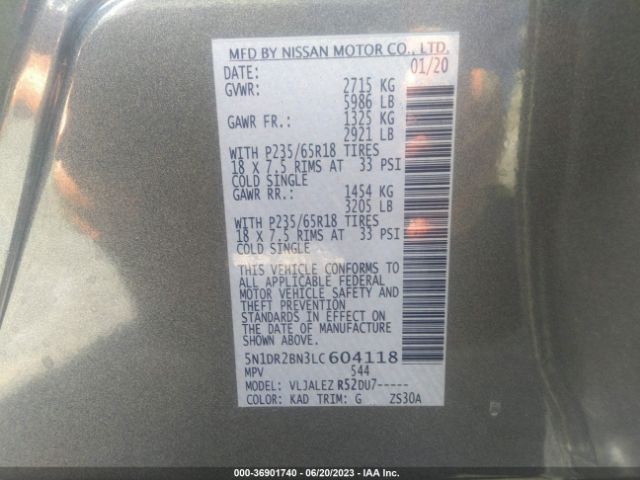 MFD BY NISSAN MOTOR CO., LTD.
DATE: 01/20
GVWR: 2715 KG
5986 LB
GAWR FR.: 1325 KG
2921 LB
WITH P235/65R18 TIRES
18 X 7.5 RIMS AT 33 PSI
COLD SINGLE
GAWR RR.: 1454 KG
3205 LB
WITH P235/65R18 TIRES
18 X 7.5 RIMS AT 33 PSI
COLD SINGLE
THIS VEHICLE CONFORMS TO
ALL APPLICABLE FEDERAL
MOTOR VEHICLE SAFETY AND
THEFT PREVENTION
STANDARDS IN EFFECT ON
THE DATE OF MANUFACTURE
SHOWN ABOVE.
5N1DR2BN3LC604118
MPV 544
MODEL: VLJALEZ R52DU7-----
COLOR: KAD TRIM: G ZS30A
000-36901740 - 06/20/2023 - IAA Inc.